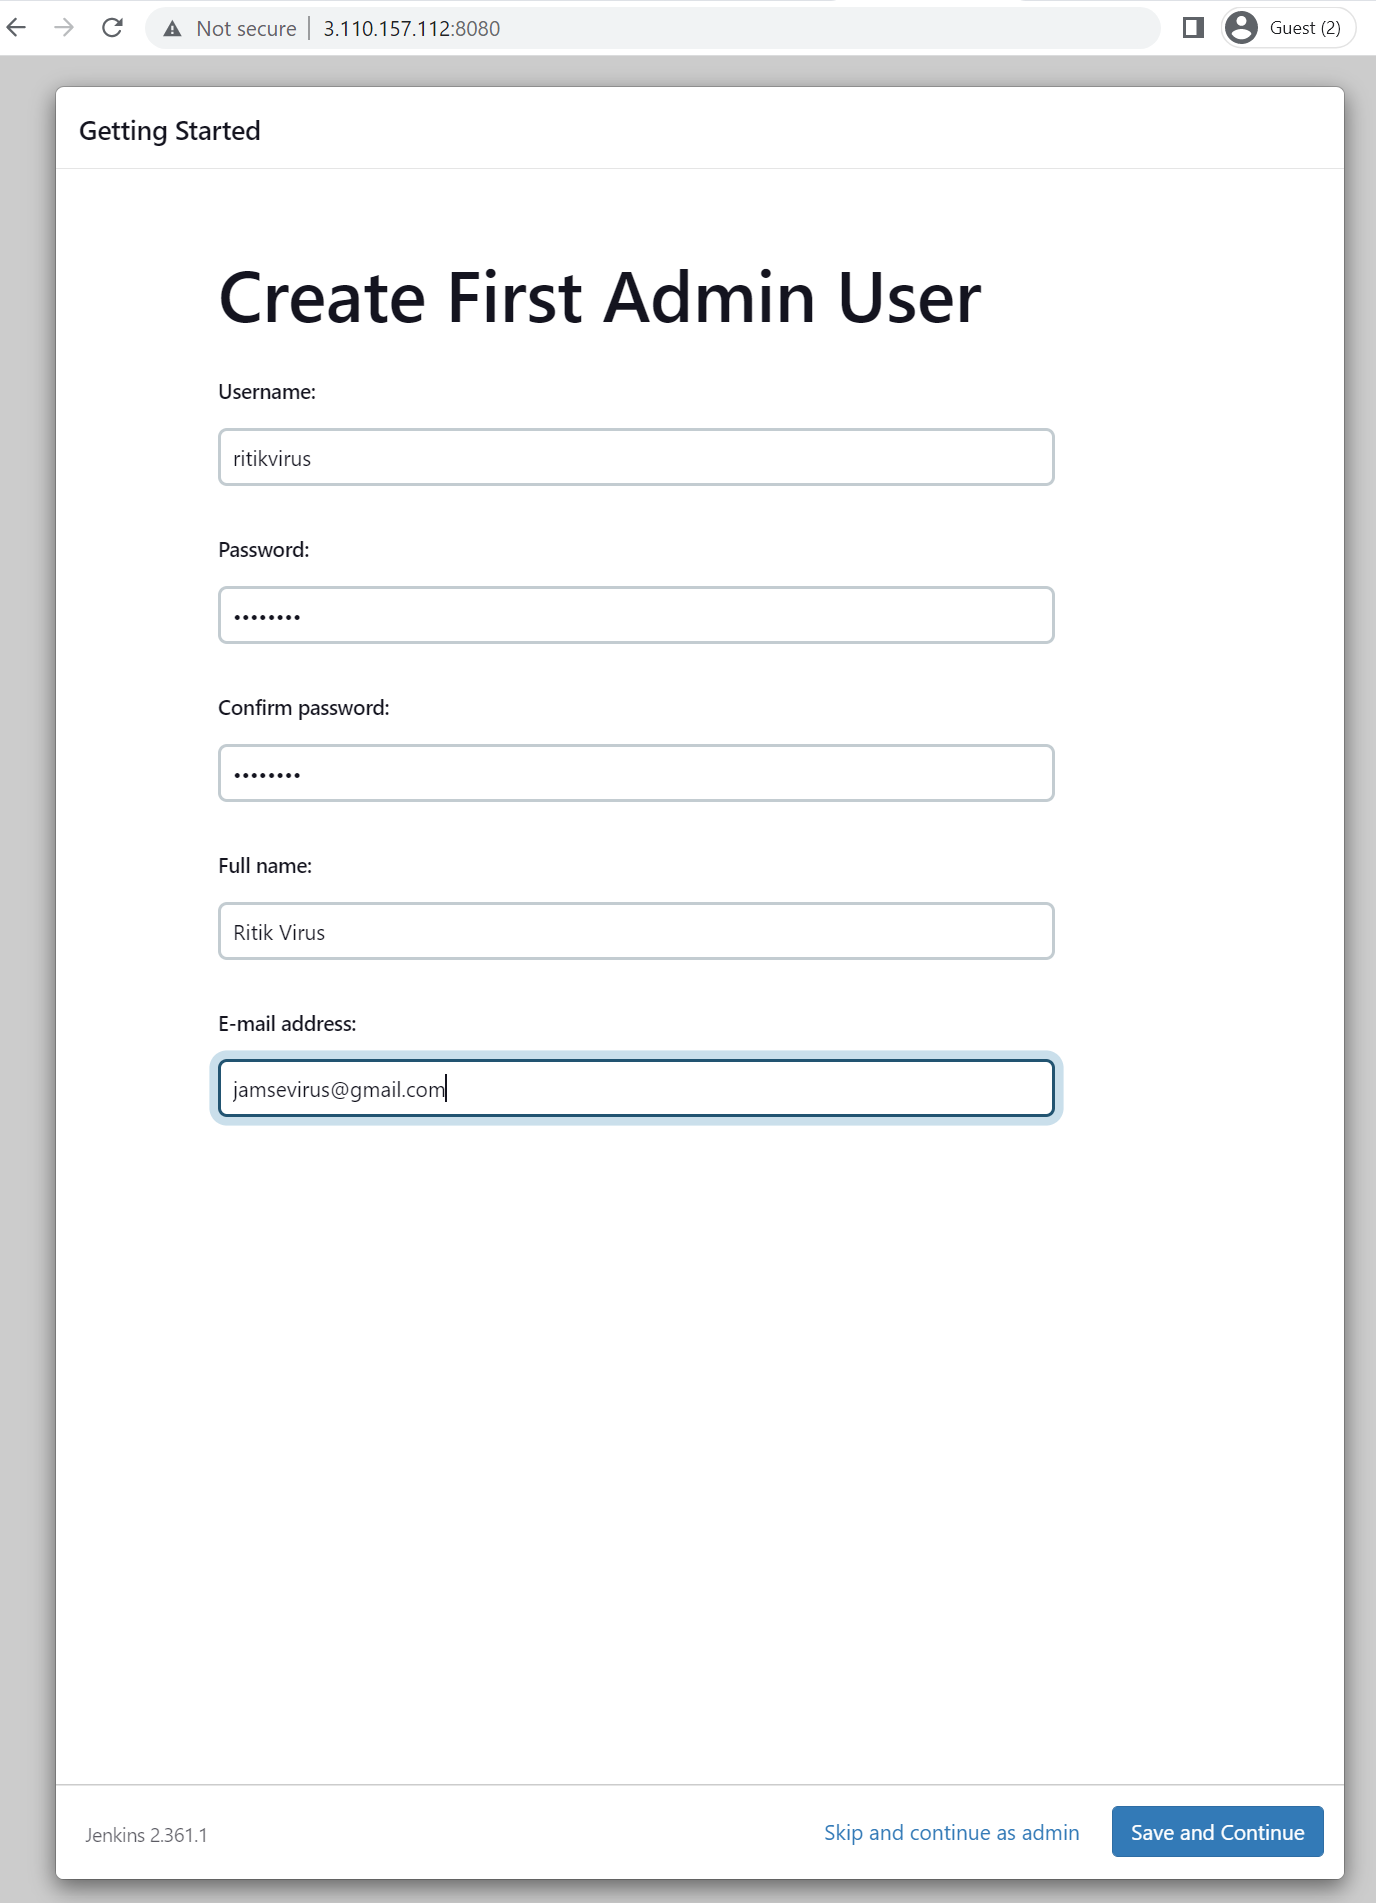 Not secure | 3.110.157.112:8080 Guest (2)
Getting Started
Create First Admin User
Username:
ritikvirus
Password:
••••••••
Confirm password:
••••••••
Full name:
Ritik Virus
E-mail address:
jamsevirus@gmail.com
Jenkins 2.361.1 Skip and continue as admin Save and Continue